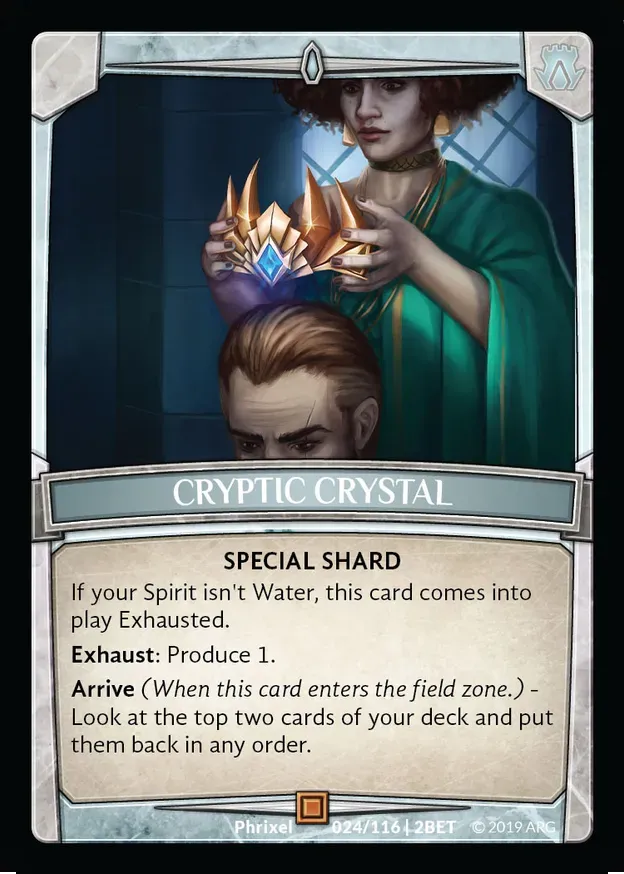 CRYPTIC CRYSTAL
SPECIAL SHARD
If your Spirit isn't Water, this card comes into
play Exhausted.
Exhaust: Produce 1.
Arrive (When this card enters the field zone.) -
Look at the top two cards of your deck and put
them back in any order.
Phrixel 024/116 | 2BET © 2019 ARG